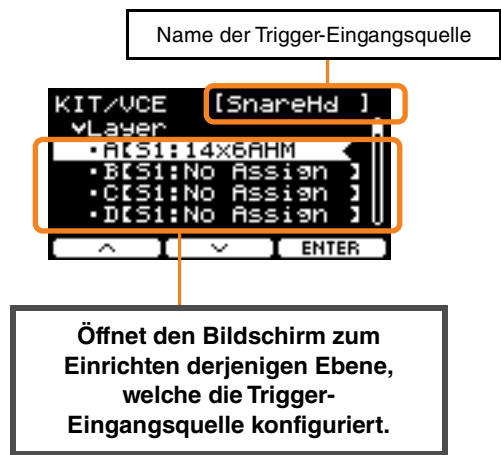 Name der Trigger-Eingangsquelle
KIT/VCE [SnareHd ]
Layer
・A[S1:14x6AHM
・B[S1:No Assign ]
・C[S1:No Assign ]
・D[S1:No Assign ]
ENTER
Öffnet den Bildschirm zum
Einrichten derjenigen Ebene,
welche die Trigger-
Eingangsquelle konfiguriert.